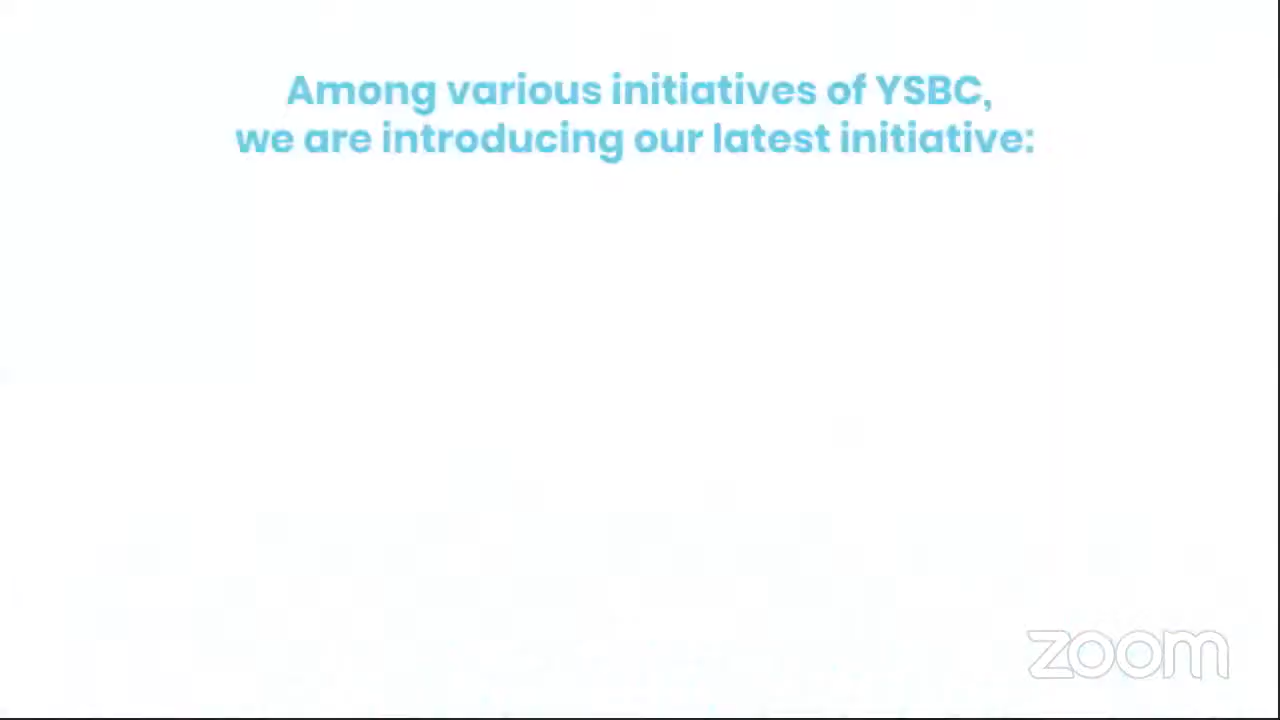 Among various initiatives of YSBC,
we are introducing our latest initiative:
zoom